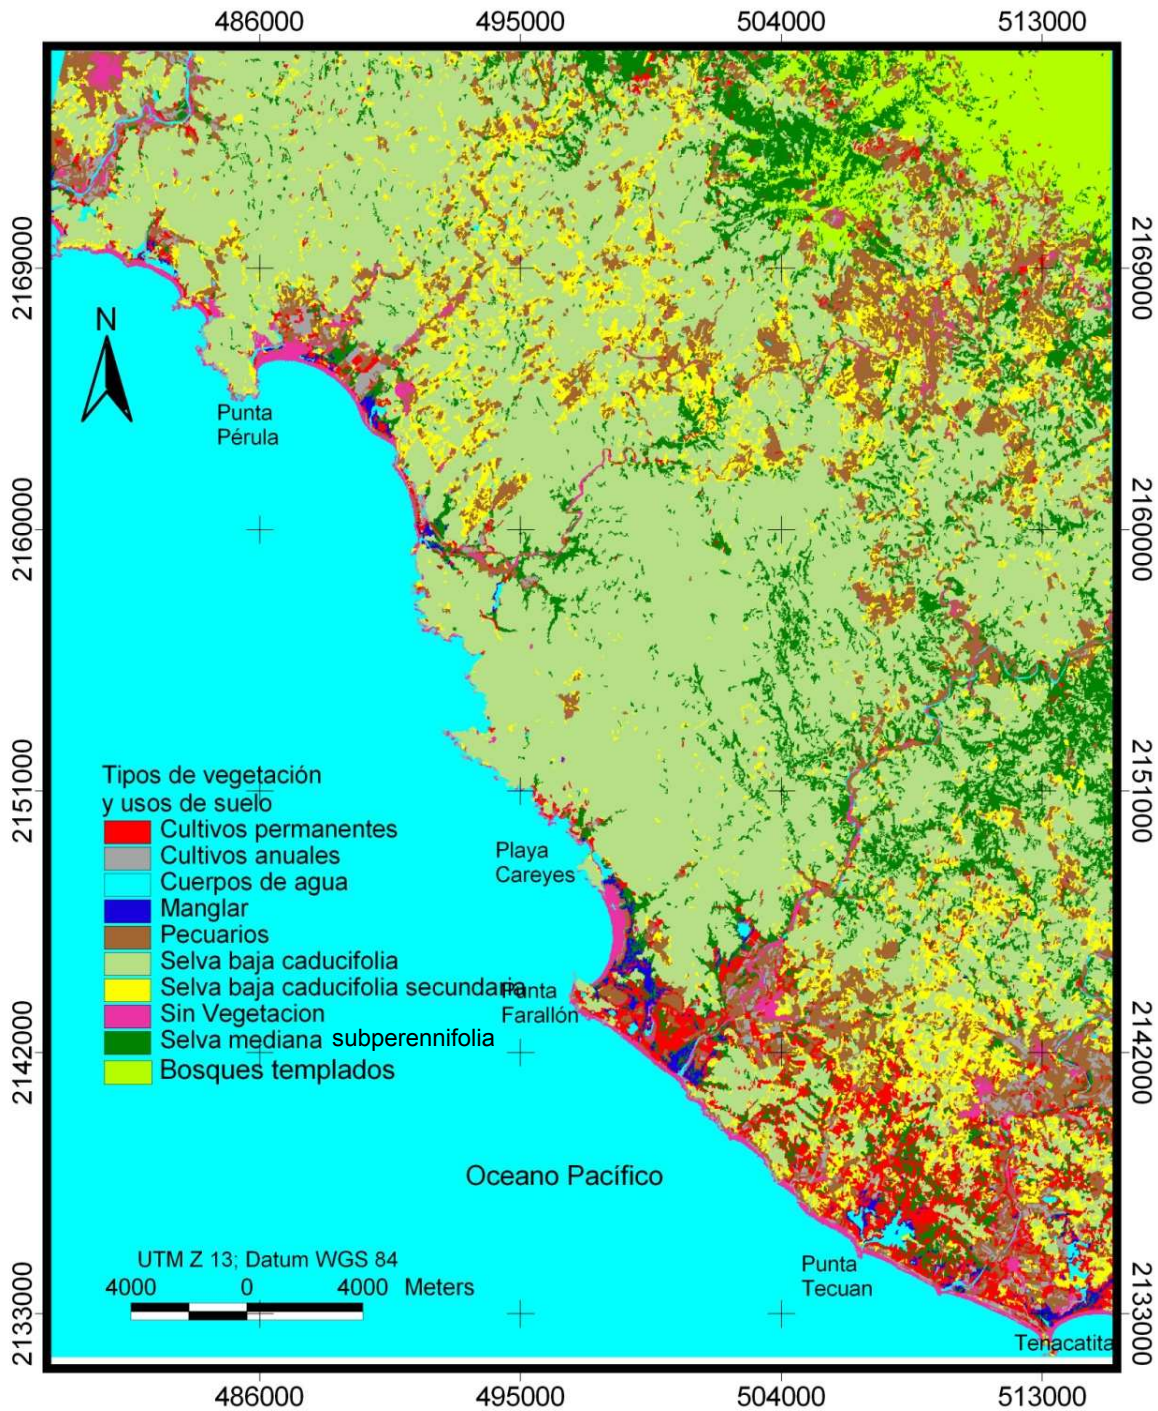 486000 495000 504000 513000
2169000 2169000
N
Punta
Pérula
2160000 2160000
2151000 2151000
Tipos de vegetación
y usos de suelo
Cultivos permanentes
Cultivos anuales
Cuerpos de agua
Manglar
Pecuarios
Selva baja caducifolia
Selva baja caducifolia secundaria
Sin Vegetacion
Selva mediana subperennifolia
Bosques templados
Playa
Careyes
Punta
Farallón
2142000 2142000
Oceano Pacífico
UTM Z 13; Datum WGS 84
4000 0 4000 Meters
Punta
Tecuan
2133000 2133000
Tenacatita
486000 495000 504000 513000